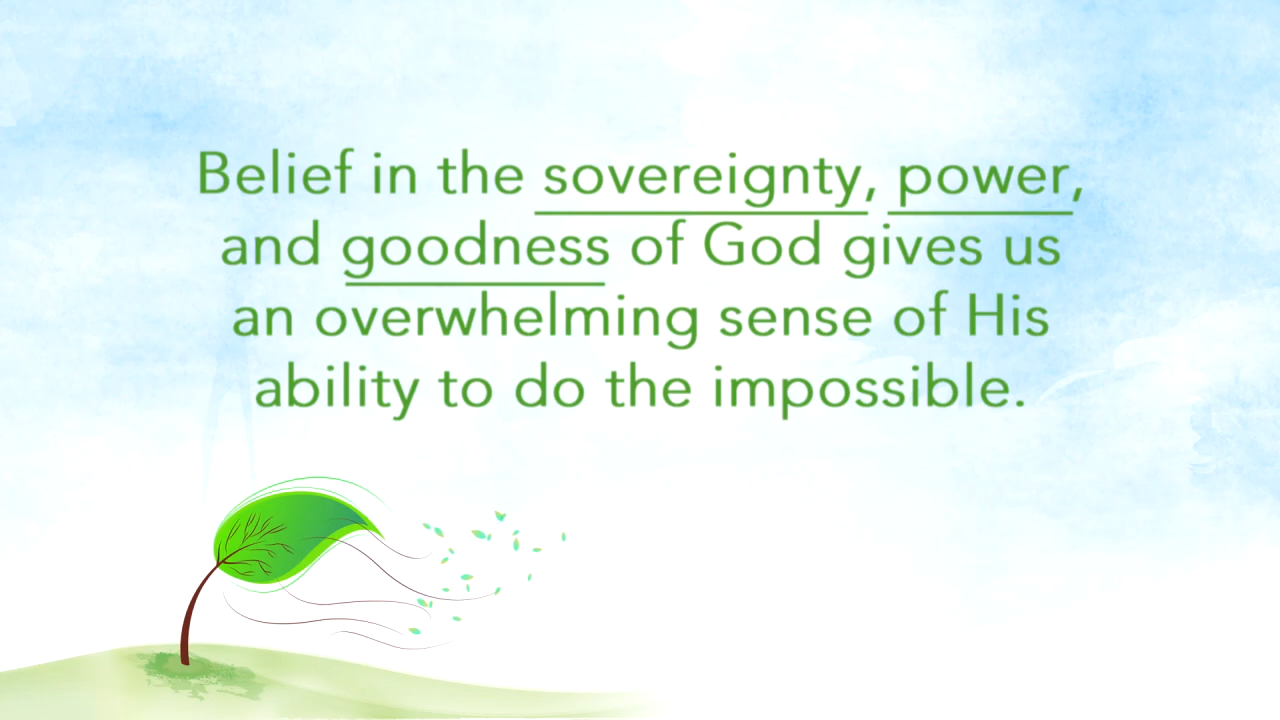 Belief in the sovereignty, power,
and goodness of God gives us
an overwhelming sense of His
ability to do the impossible.